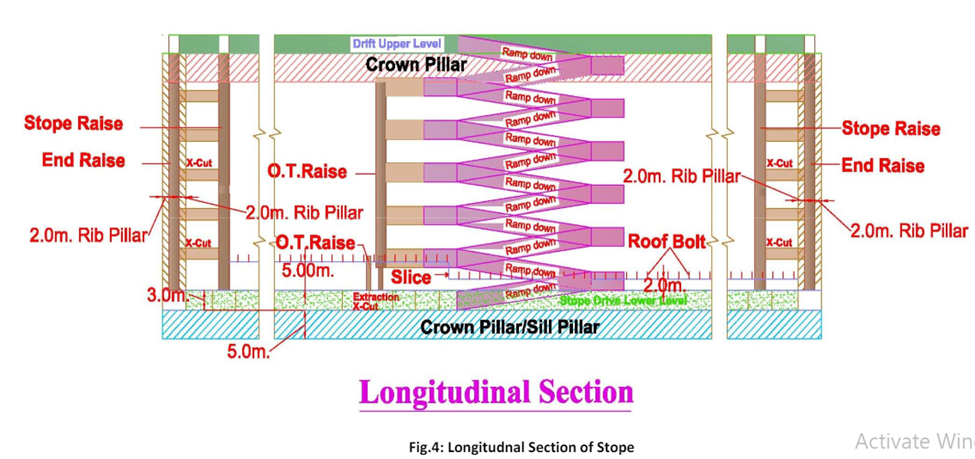 Drift Upper Level
Crown Pillar
Ramp down
Ramp down
Ramp down
Ramp down
Ramp down
Ramp down
Ramp down
Ramp down
Ramp down
Ramp down
Ramp down
Ramp down
Stope Raise
End Raise
X-Cut
O.T.Raise
2.0m. Rib Pillar
2.0m. Rib Pillar
X-Cut
O.T.Raise
5.00m.
Slice
Roof Bolt
2.0m.
3.0m.
Extraction
X-Cut
Stope Drive Lower Level
Crown Pillar/Sill Pillar
5.0m.
Stope Raise
X-Cut
End Raise
2.0m. Rib Pillar
2.0m. Rib Pillar
X-Cut
Longitudinal Section
Fig.4: Longitudnal Section of Stope
Activate Win